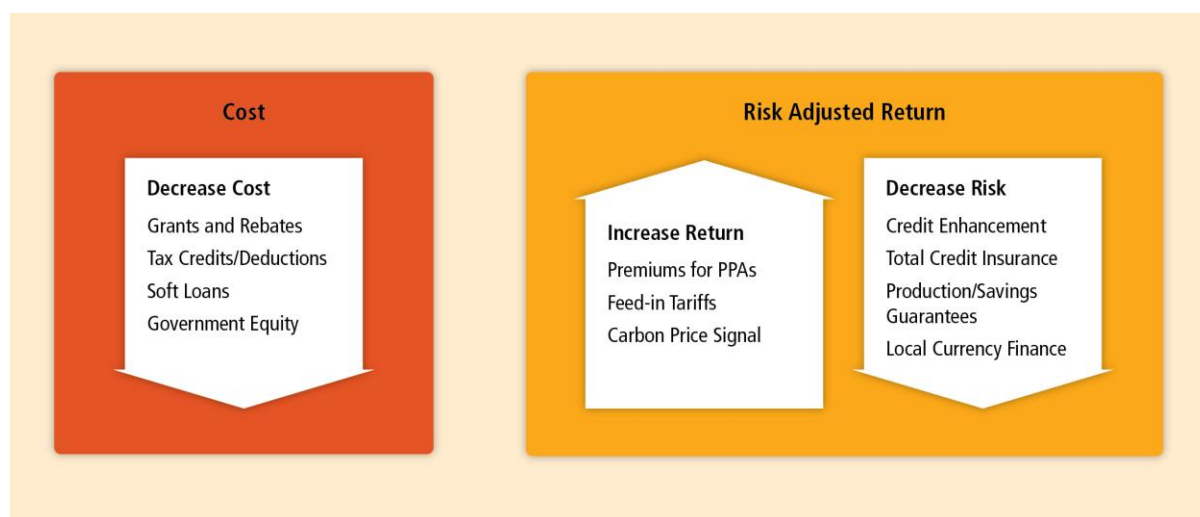 Cost
Decrease Cost
Grants and Rebates
Tax Credits/Deductions
Soft Loans
Government Equity
Risk Adjusted Return
Increase Return
Premiums for PPAs
Feed-in Tariffs
Carbon Price Signal
Decrease Risk
Credit Enhancement
Total Credit Insurance
Production/Savings
Guarantees
Local Currency Finance